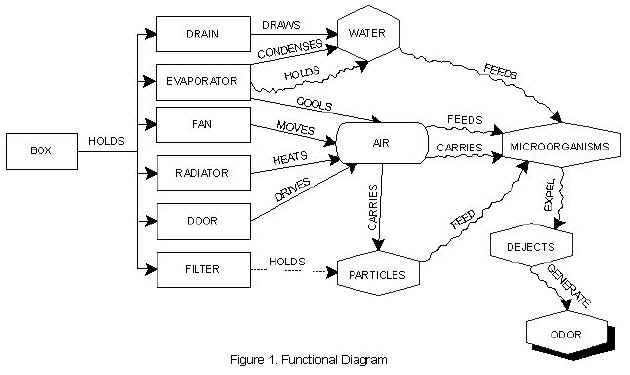 DRAIN
DRAWS
WATER
CONDENSES
EVAPORATOR
HOLDS
FEEDS
COOLS
FAN
MOVES
FEEDS
BOX
HOLDS
AIR
CARRIES
MICROORGANISMS
RADIATOR
HEATS
DRIVES
DOOR
CARRIES
FEED
EXPEL
DEJECTS
FILTER
HOLDS
PARTICLES
GENERATE
ODOR
Figure 1. Functional Diagram